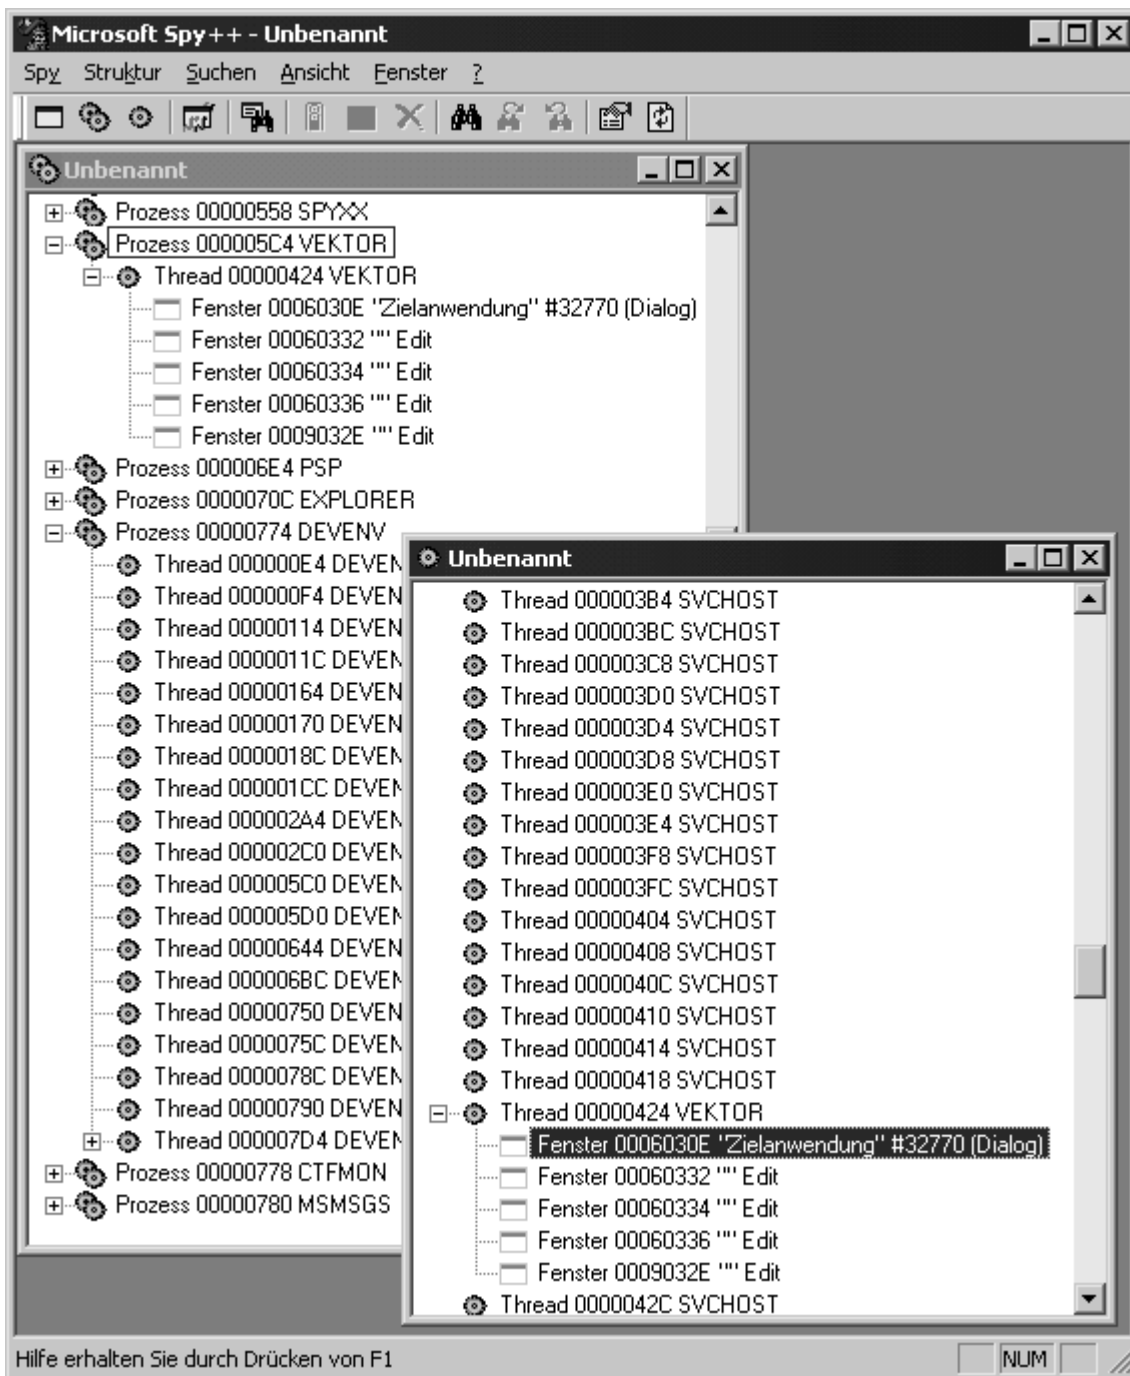 Microsoft Spy++ - Unbenannt
Spy Struktur Suchen Ansicht Fenster ?
Unbenannt
Prozess 00000558 SPYXX
Prozess 000005C4 VEKTOR
Thread 00000424 VEKTOR
Fenster 0006030E "Zielanwendung" #32770 (Dialog)
Fenster 00060332 "" Edit
Fenster 00060334 "" Edit
Fenster 00060336 "" Edit
Fenster 0009032E "" Edit
Prozess 000006E4 PSP
Prozess 0000070C EXPLORER
Prozess 00000774 DEVENV
Thread 000000E4 DEVEN
Thread 000000F4 DEVEN
Thread 00000114 DEVEN
Thread 0000011C DEVEN
Thread 00000164 DEVEN
Thread 00000170 DEVEN
Thread 0000018C DEVEN
Thread 000001CC DEVEN
Thread 000002A4 DEVEN
Thread 000002C0 DEVEN
Thread 000005C0 DEVEN
Thread 000005D0 DEVEN
Thread 00000644 DEVEN
Thread 000006BC DEVEN
Thread 00000750 DEVEN
Thread 0000075C DEVEN
Thread 0000078C DEVEN
Thread 00000790 DEVEN
Thread 000007D4 DEVEN
Prozess 00000778 CTFMON
Prozess 00000780 MSMSGS
Unbenannt
Thread 000003B4 SVCHOST
Thread 000003BC SVCHOST
Thread 000003C8 SVCHOST
Thread 000003D0 SVCHOST
Thread 000003D4 SVCHOST
Thread 000003D8 SVCHOST
Thread 000003E0 SVCHOST
Thread 000003E4 SVCHOST
Thread 000003F8 SVCHOST
Thread 000003FC SVCHOST
Thread 00000404 SVCHOST
Thread 00000408 SVCHOST
Thread 0000040C SVCHOST
Thread 00000410 SVCHOST
Thread 00000414 SVCHOST
Thread 00000418 SVCHOST
Thread 00000424 VEKTOR
Fenster 0006030E "Zielanwendung" #32770 (Dialog)
Fenster 00060332 "" Edit
Fenster 00060334 "" Edit
Fenster 00060336 "" Edit
Fenster 0009032E "" Edit
Thread 0000042C SVCHOST
Hilfe erhalten Sie durch Drücken von F1
NUM